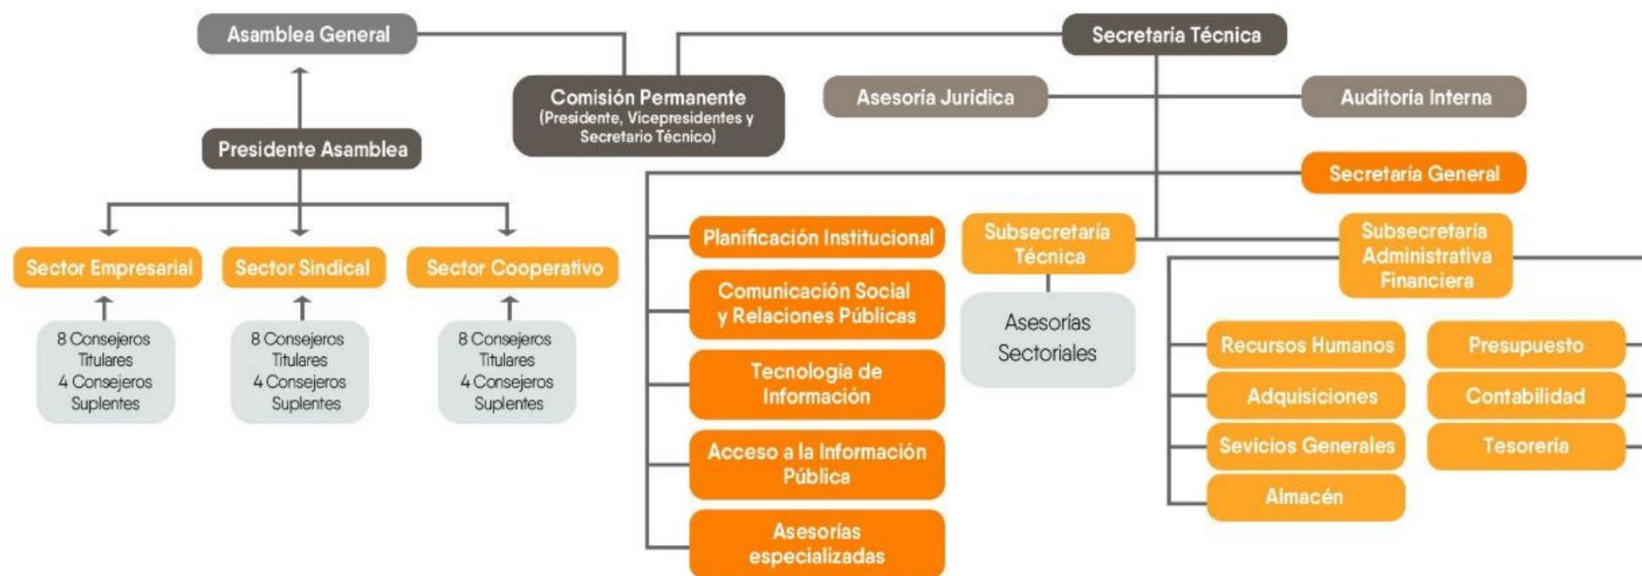 Asamblea General
Secretaría Técnica
Comisión Permanente
(Presidente, Vicepresidentes y
Secretario Técnico)
Asesoría Jurídica
Auditoría Interna
Presidente Asamblea
Secretaría General
Sector Empresarial
Sector Sindical
Sector Cooperativo
8 Consejeros
Titulares
4 Consejeros
Suplentes
8 Consejeros
Titulares
4 Consejeros
Suplentes
8 Consejeros
Titulares
4 Consejeros
Suplentes
Planificación Institucional
Comunicación Social
y Relaciones Públicas
Tecnología de
Información
Acceso a la Información
Pública
Asesorías
especializadas
Subsecretaría
Técnica
Asesorías
Sectoriales
Subsecretaría
Administrativa
Financiera
Recursos Humanos
Adquisiciones
Sevicios Generales
Almacén
Presupuesto
Contabilidad
Tesorería